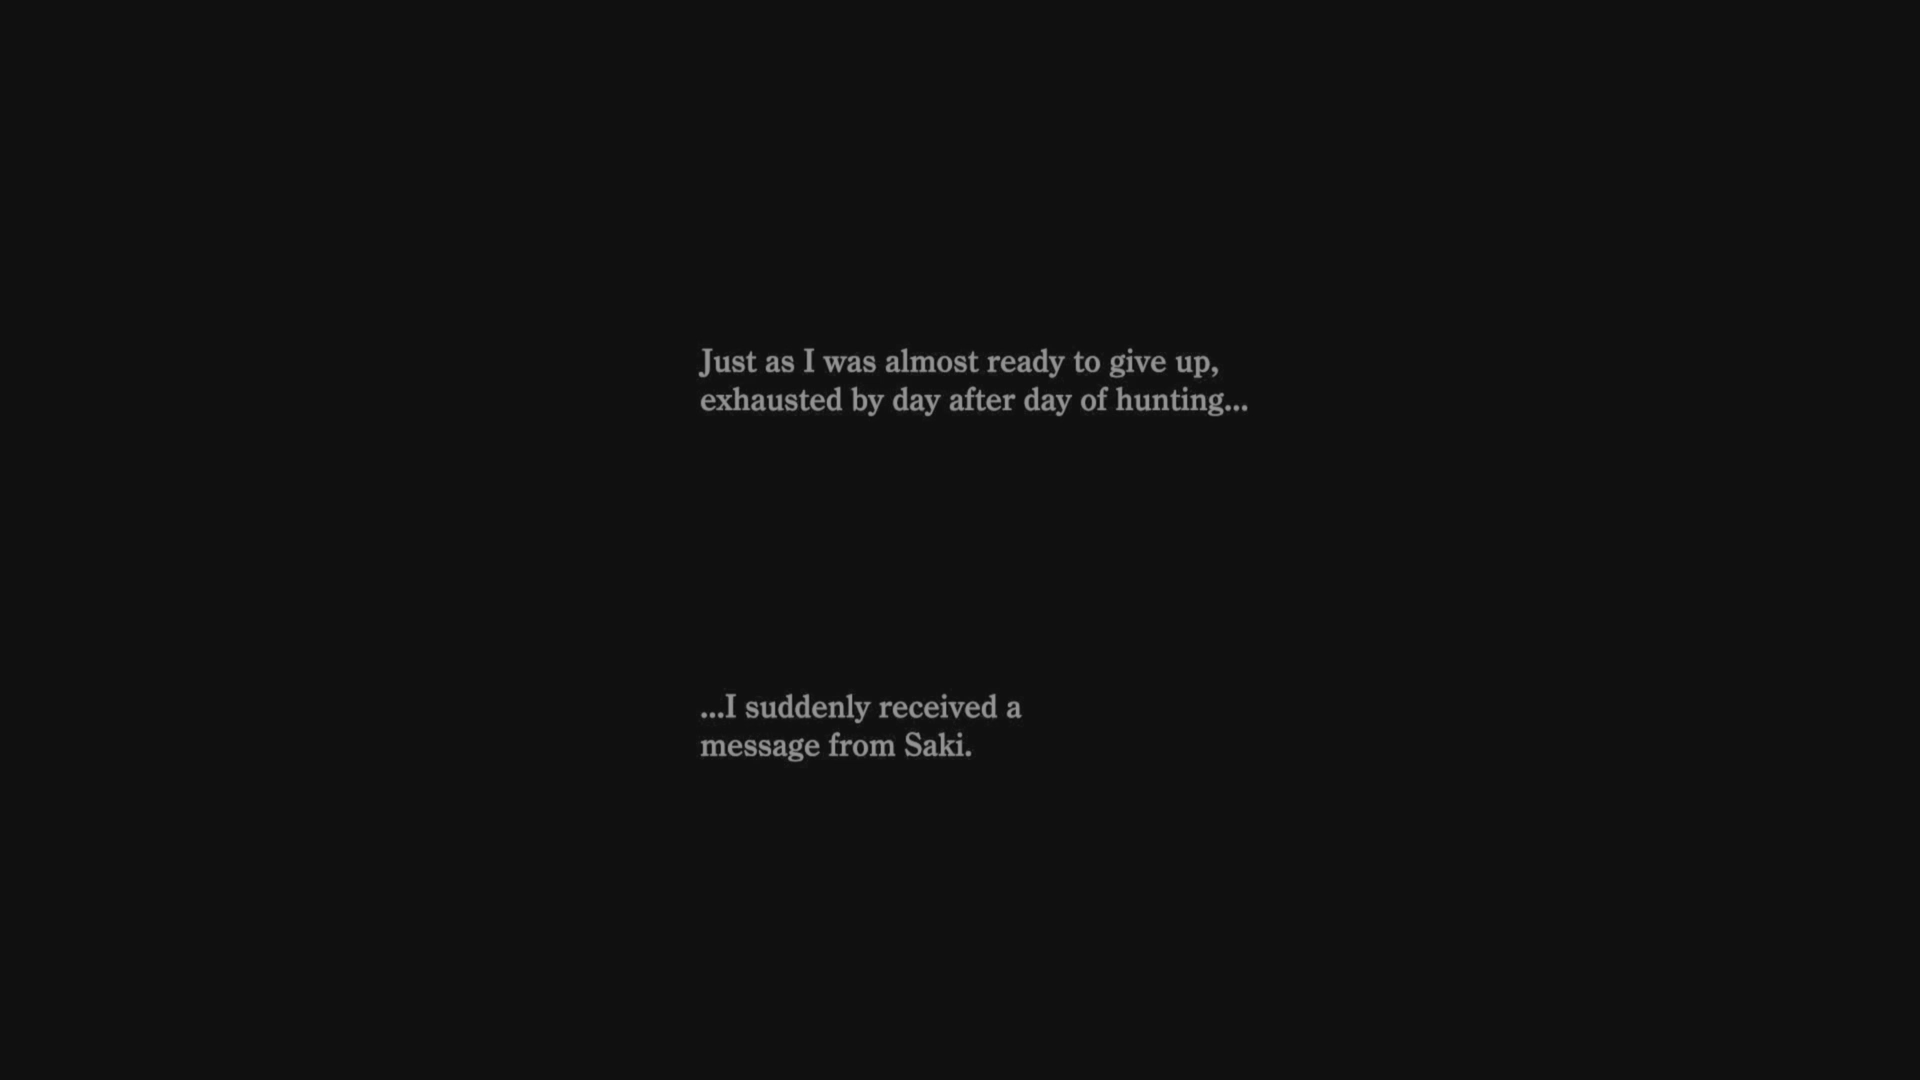 Just as I was almost ready to give up,
exhausted by day after day of hunting...
...I suddenly received a
message from Saki.